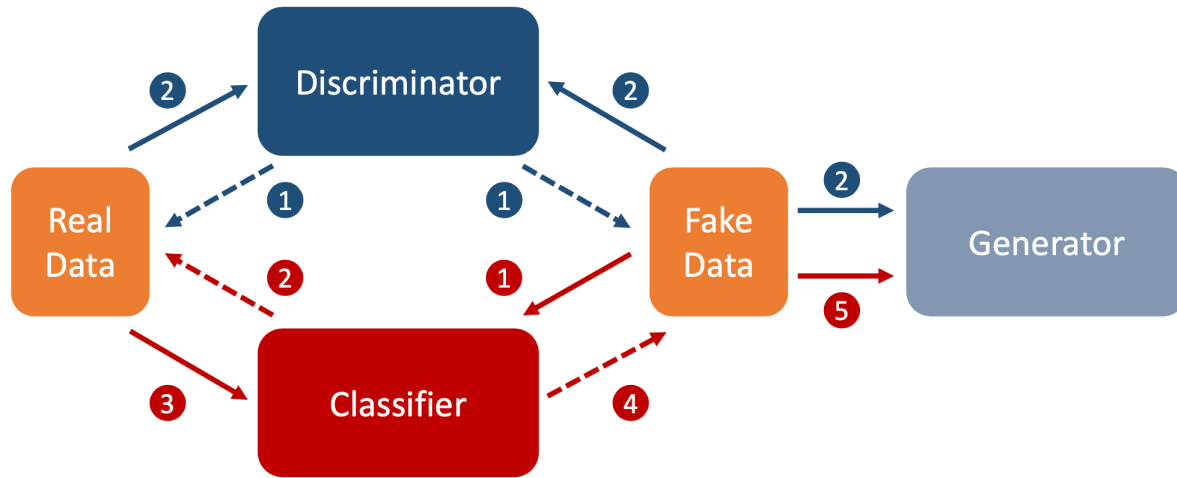 Discriminator
2
2
1
1
2
Real
Data
Fake
Data
Generator
2
1
5
3
Classifier
4